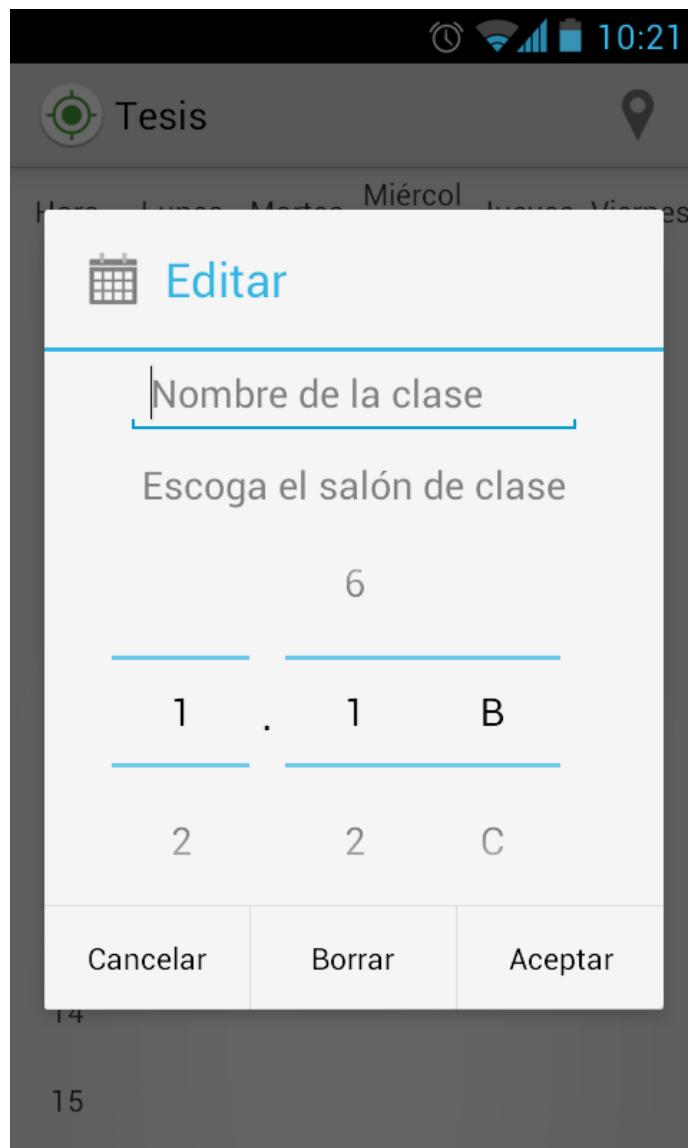 10:21
Tesis
Miércol
Editar
Nombre de la clase
Escoga el salón de clase
6
1 . 1 B
2 2 C
Cancelar Borrar Aceptar
14
15